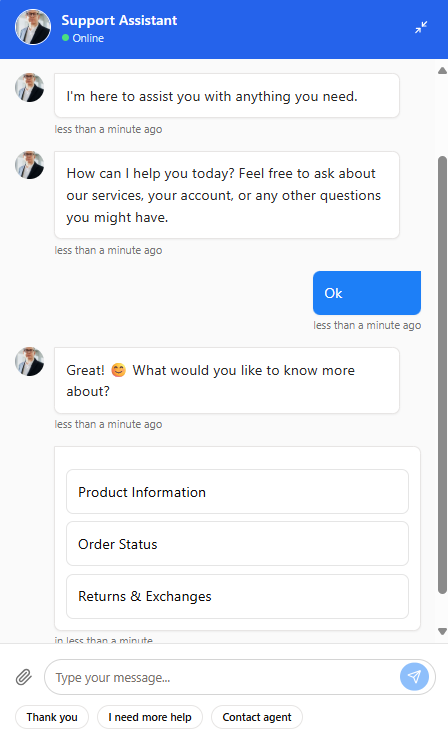 Support Assistant
Online
I'm here to assist you with anything you need.
less than a minute ago
How can I help you today? Feel free to ask about
our services, your account, or any other questions
you might have.
less than a minute ago
Ok
less than a minute ago
Great! 😊 What would you like to know more
about?
less than a minute ago
Product Information
Order Status
Returns & Exchanges
in less than a minute
Type your message...
Thank you
I need more help
Contact agent